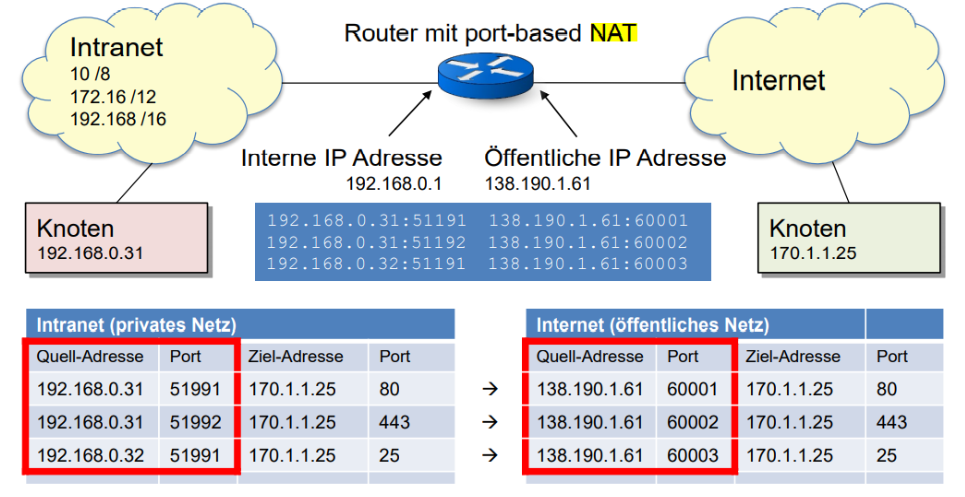 Router mit port-based NAT
Intranet
10 /8
172.16 /12
192.168 /16
Internet
Interne IP Adresse
192.168.0.1
Öffentliche IP Adresse
138.190.1.61
Knoten
192.168.0.31
192.168.0.31:51191 138.190.1.61:60001
192.168.0.31:51192 138.190.1.61:60002
192.168.0.32:51191 138.190.1.61:60003
Knoten
170.1.1.25
Intranet (privates Netz)
Quell-Adresse Port Ziel-Adresse Port
192.168.0.31 51991 170.1.1.25 80
192.168.0.31 51992 170.1.1.25 443
192.168.0.32 51991 170.1.1.25 25
→
→
→
Internet (öffentliches Netz)
Quell-Adresse Port Ziel-Adresse Port
138.190.1.61 60001 170.1.1.25 80
138.190.1.61 60002 170.1.1.25 443
138.190.1.61 60003 170.1.1.25 25